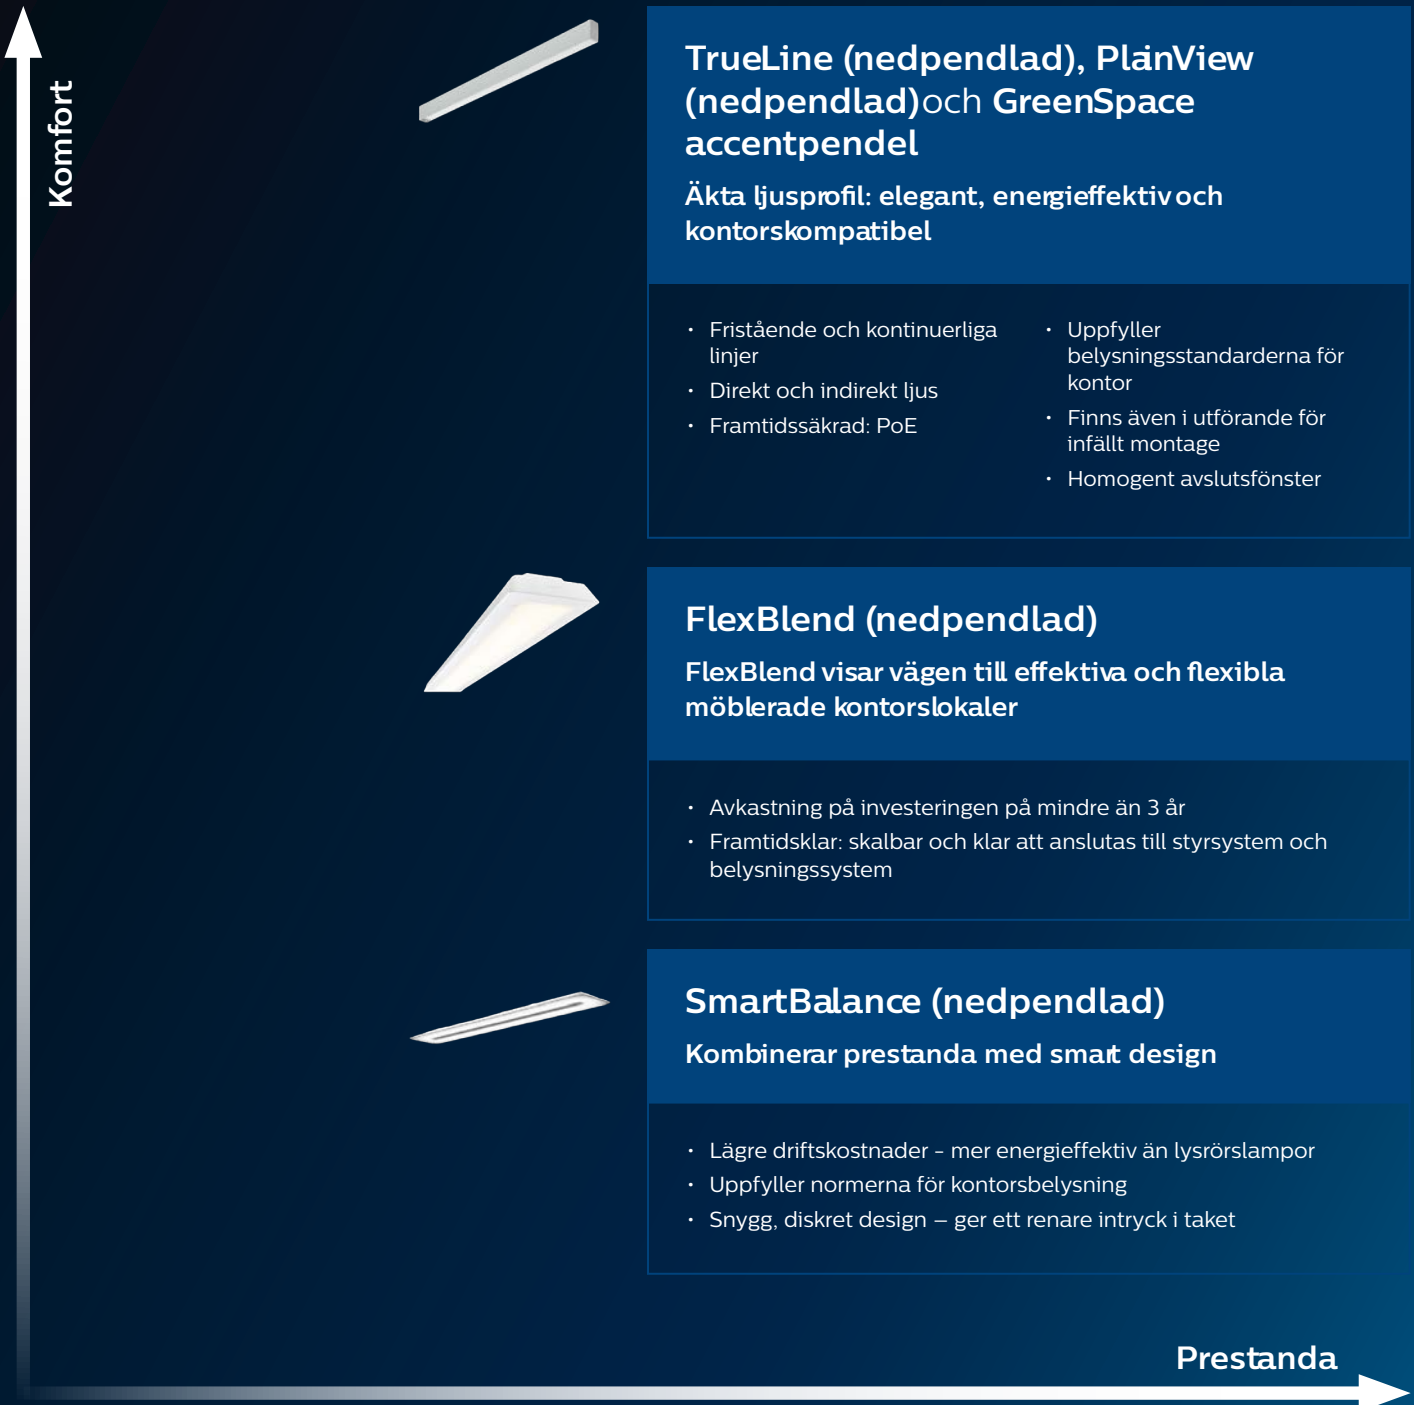 Komfort
TrueLine (nedpendlad), PlainView
(nedpendlad)och GreenSpace
accentpendel
Äkta ljusprofil: elegant, energieffektiv och
kontorskompatibel
• Fristående och kontinuerliga
linjer
• Direkt och indirekt ljus
• Framtidssäkrad: PoE
• Uppfyller
belysningsstandarderna för
kontor
• Finns även i utförande för
infällt montage
• Homogent avslutsfönster
FlexBlend (nedpendlad)
FlexBlend visar vägen till effektiva och flexibla
möblerade kontorslokaler
• Avkastning på investeringen på mindre än 3 år
• Framtidsklar: skalbar och klar att anslutas till styrsystem och
belysningssystem
SmartBalance (nedpendlad)
Kombinerar prestanda med smart design
• Lägre driftskostnader - mer energieffektiv än lysrörslampor
• Uppfyller normerna för kontorsbelysning
• Snygg, diskret design – ger ett renare intryck i taket
Prestanda